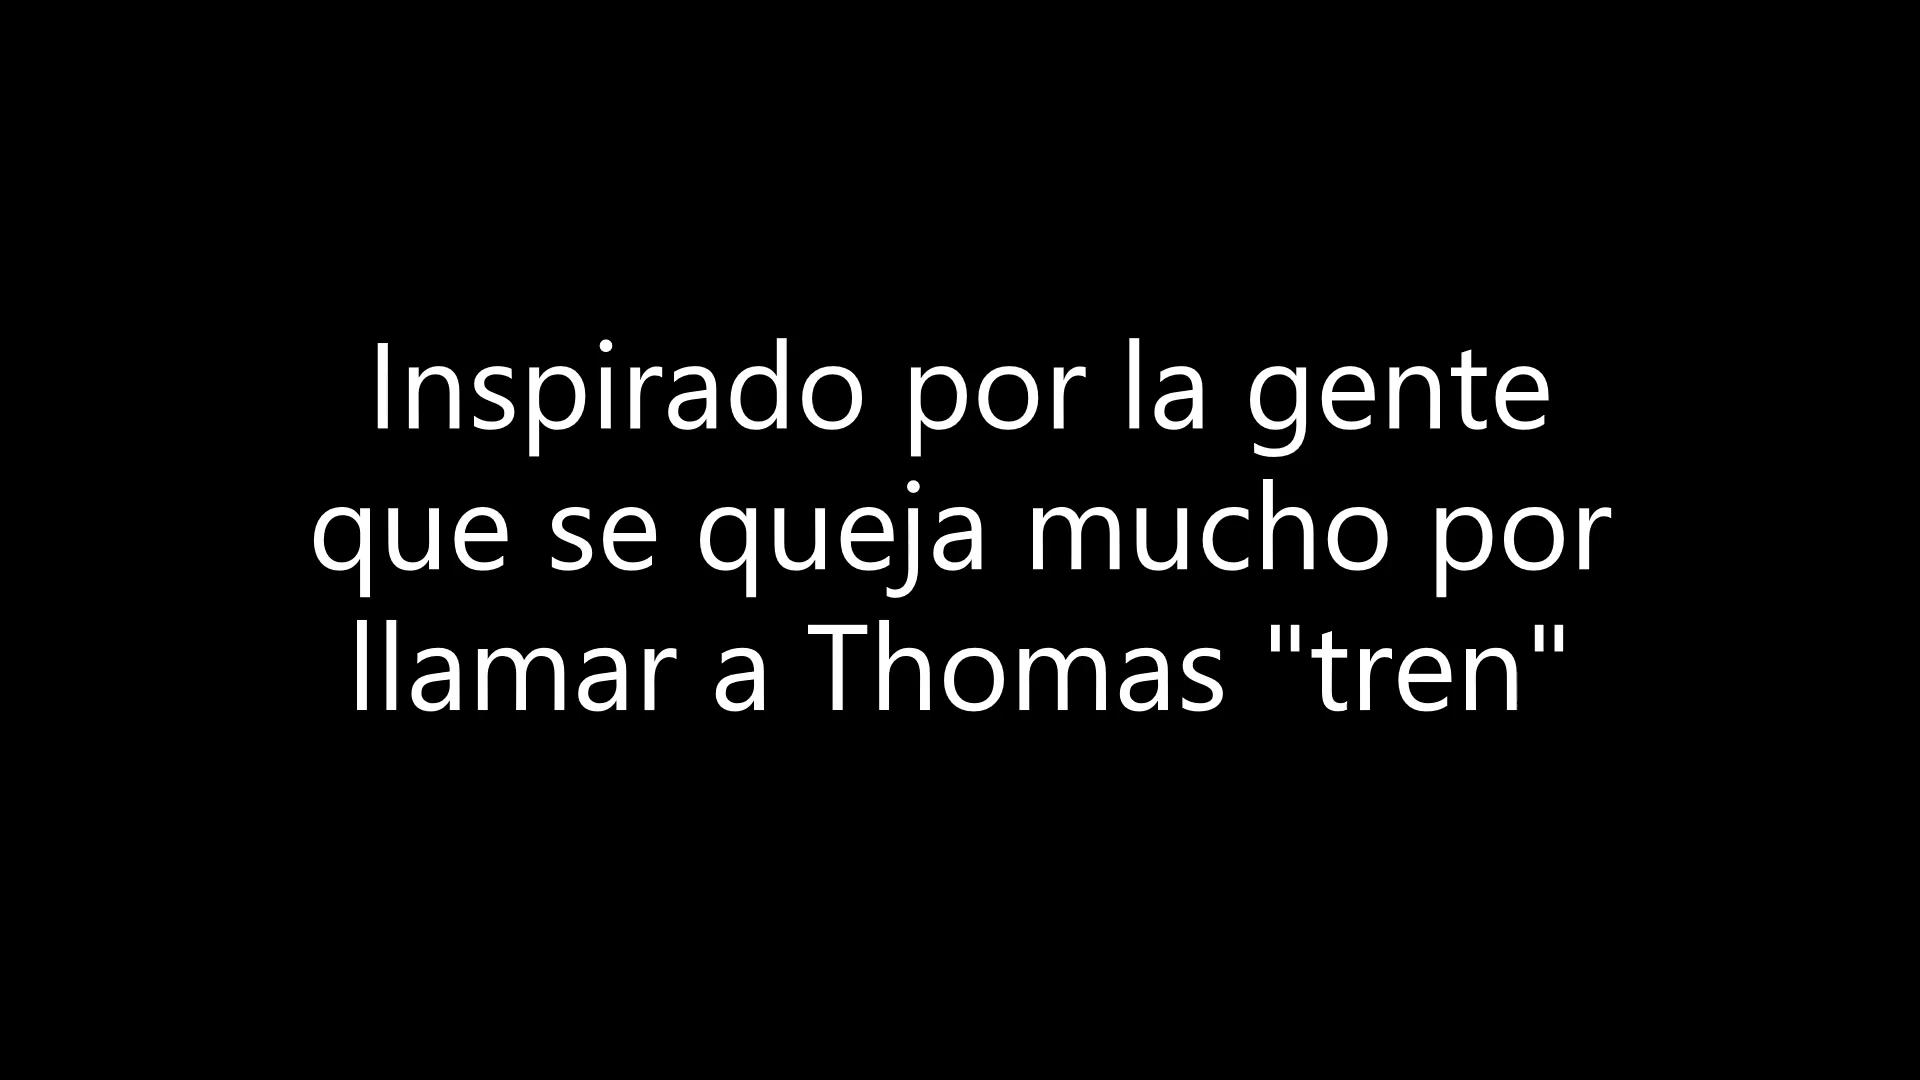 Inspirado por la gente
que se queja mucho por
llamar a Thomas "tren"